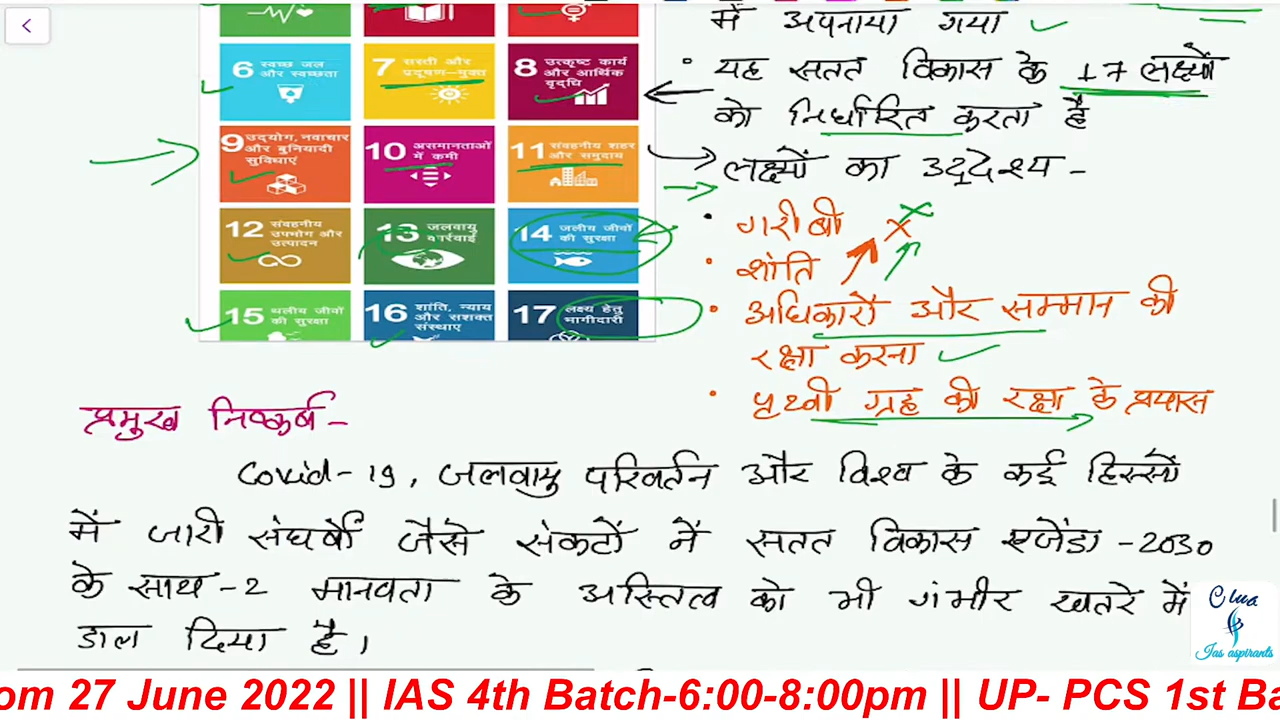 में अपनाया गया
• यह सतत विकास के 17 लक्ष्यों
को निर्धारित करता है
लक्ष्यों का उद्देश्य -
• गरीबी
• शांति
• अधिकारों और सम्मान की
रक्षा करना
• पृथ्वी ग्रह की रक्षा के प्रयास
6 स्वच्छ जल
और स्वच्छता
7 सस्ती और
प्रदूषण-मुक्त
8 उत्कृष्ट कार्य
और आर्थिक
वृद्धि
9 उद्योग, नवाचार
और बुनियादी
सुविधाएं
10 असमानताओं
में कमी
11 संवहनीय शहर
और समुदाय
12 संवहनीय
उपभोग और
उत्पादन
13 जलवायु
कार्रवाई
14 जलीय जीवों
की सुरक्षा
15 थलीय जीवों
की सुरक्षा
16 शांति, न्याय
और सशक्त
संस्थाए
17 लक्ष्य हेतु
भागीदारी
प्रमुख निष्कर्ष -
Covid-19, जलवायु परिवर्तन और विश्व के कई हिस्सों
में जारी संघर्षों जैसे संकटों ने सतत विकास एजेंडा -2030
के साथ -2 मानवता के अस्तित्व को भी गंभीर खतरे में
डाल दिया है।
Ias aspirants
om 27 June 2022 || IAS 4th Batch-6:00-8:00pm || UP- PCS 1st Ba